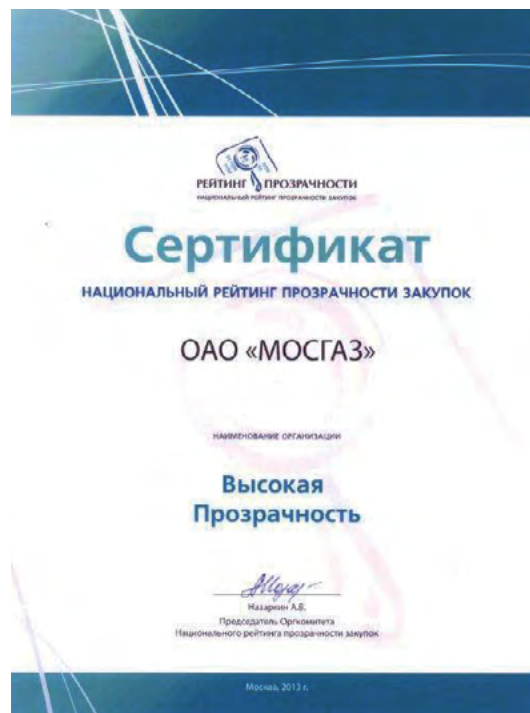 РЕЙТИНГ ПРОЗРАЧНОСТИ
НАЦИОНАЛЬНЫЙ РЕЙТИНГ ПРОЗРАЧНОСТИ ЗАКУПОК
Сертификат
НАЦИОНАЛЬНЫЙ РЕЙТИНГ ПРОЗРАЧНОСТИ ЗАКУПОК
ОАО «МОСГАЗ»
НАИМЕНОВАНИЕ ОРГАНИЗАЦИИ
Высокая
Прозрачность
Назаркин А.В.
Председатель Оргкомитета
Национального рейтинга прозрачности закупок
Москва, 2013 г.